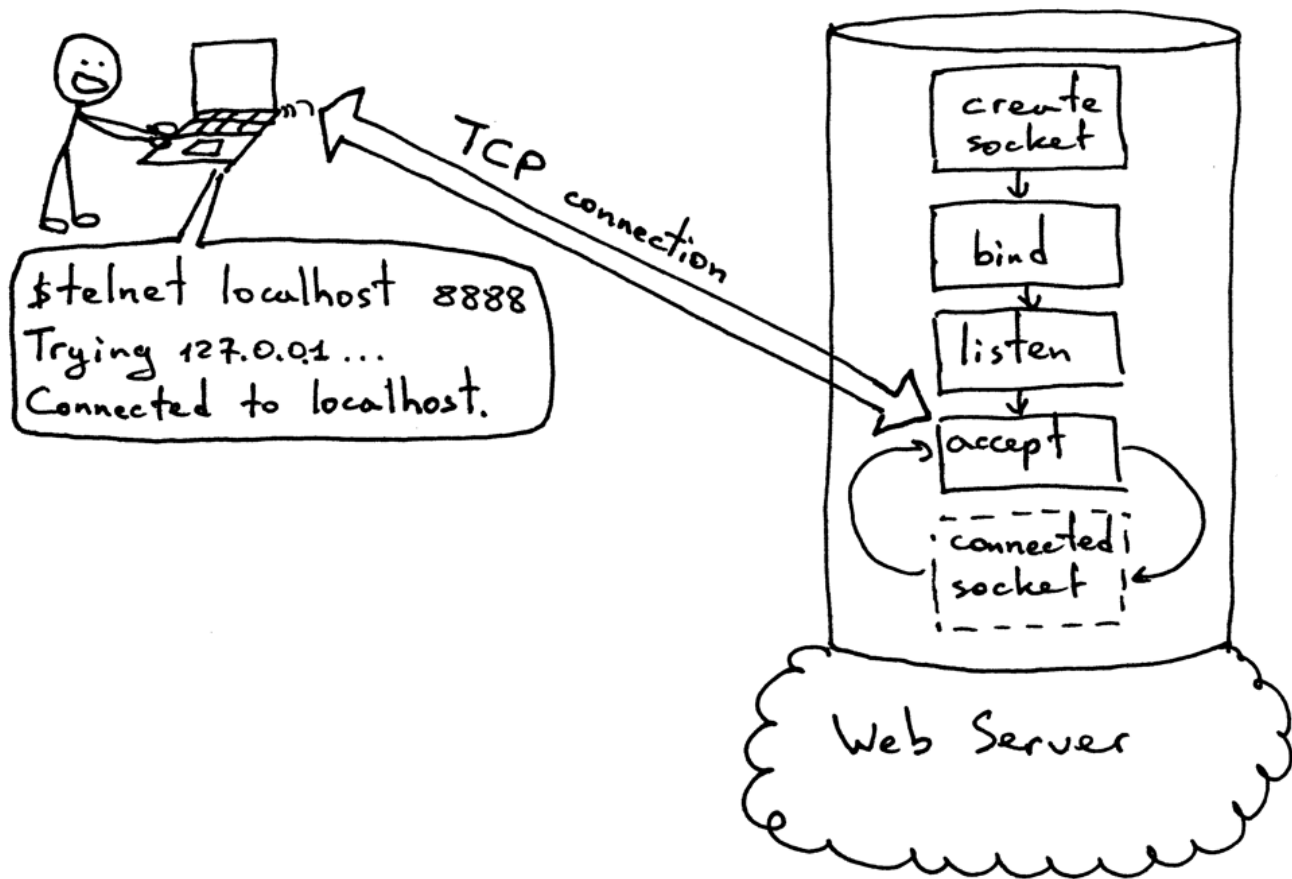 $telnet localhost 8888
Trying 127.0.0.1...
Connected to localhost.
TCP
connection
create
socket
bind
listen
accept
connected
socket
Web Server